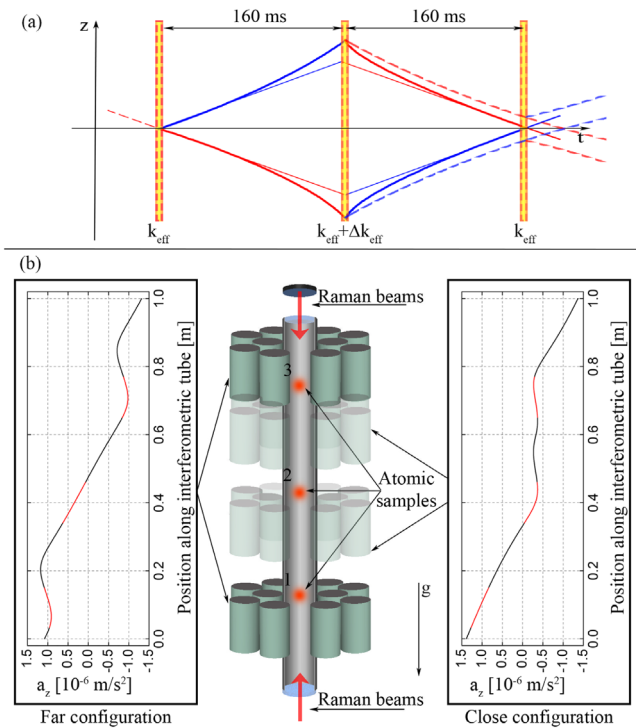 (a)
z
160 ms
160 ms
t
k_eff
k_eff+Δk_eff
k_eff
(b)
Position along interferometric tube [m]
0.0
0.2
0.4
0.6
0.8
1.0
1.5
1.0
0.5
0.0
-0.5
-1.0
-1.5
a_z [10^-6 m/s^2]
Far configuration
Raman beams
3
2
Atomic
samples
1
g
Raman beams
Position along interferometric tube [m]
0.0
0.2
0.4
0.6
0.8
1.0
1.5
1.0
0.5
0.0
-0.5
-1.0
-1.5
a_z [10^-6 m/s^2]
Close configuration